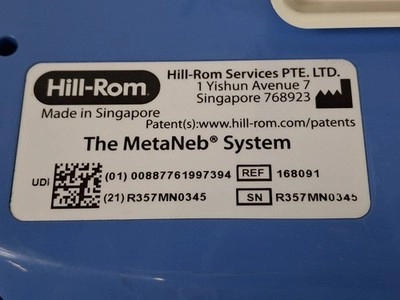 Hill-Rom
Hill-Rom Services PTE. LTD.
1 Yishun Avenue 7
Singapore 768923
Made in Singapore
Patent(s):www.hill-rom.com/patents
The MetaNeb® System
UDI
(01) 00887761997394 REF 168091
(21) R357MN0345 SN R357MN0345